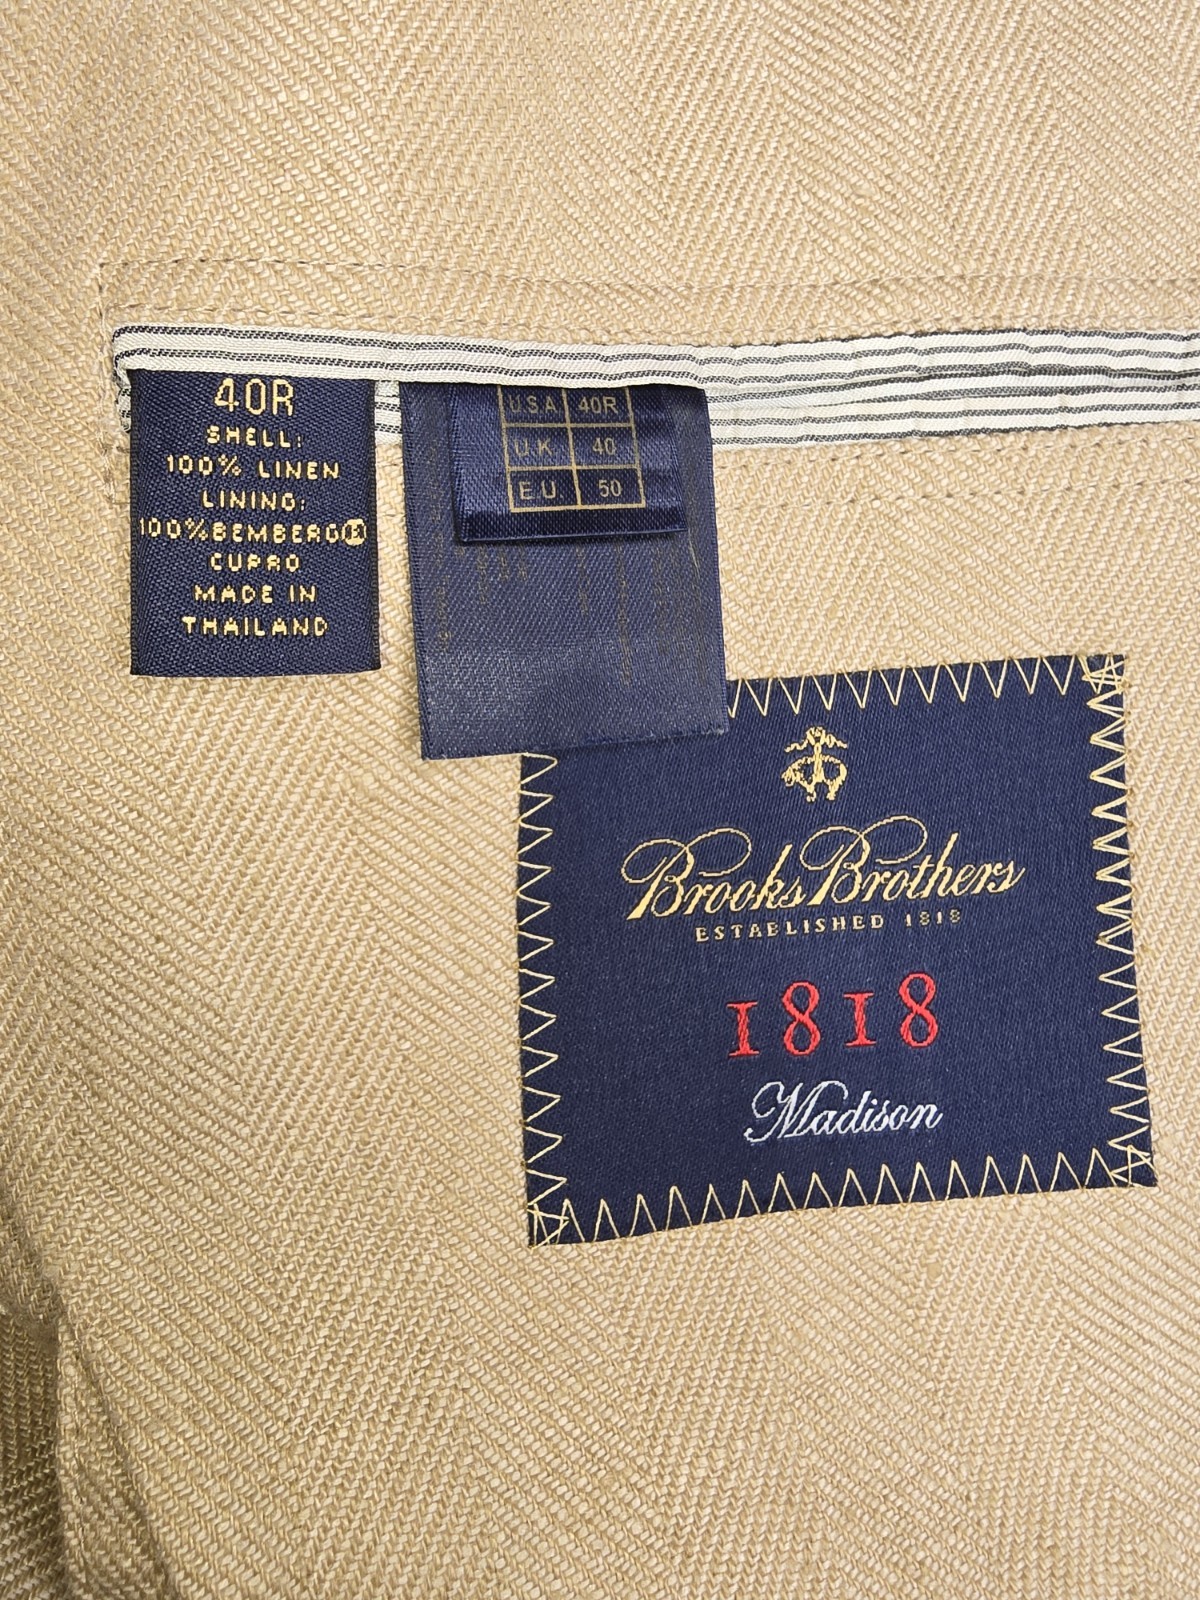 40R
SHELL:
100% LINEN
LINING:
100%BEMBERG®
CUPRO
MADE IN
THAILAND
U.S.A. 40R
U.K. 40
E.U. 50
Brooks Brothers
ESTABLISHED 1818
1818
Madison